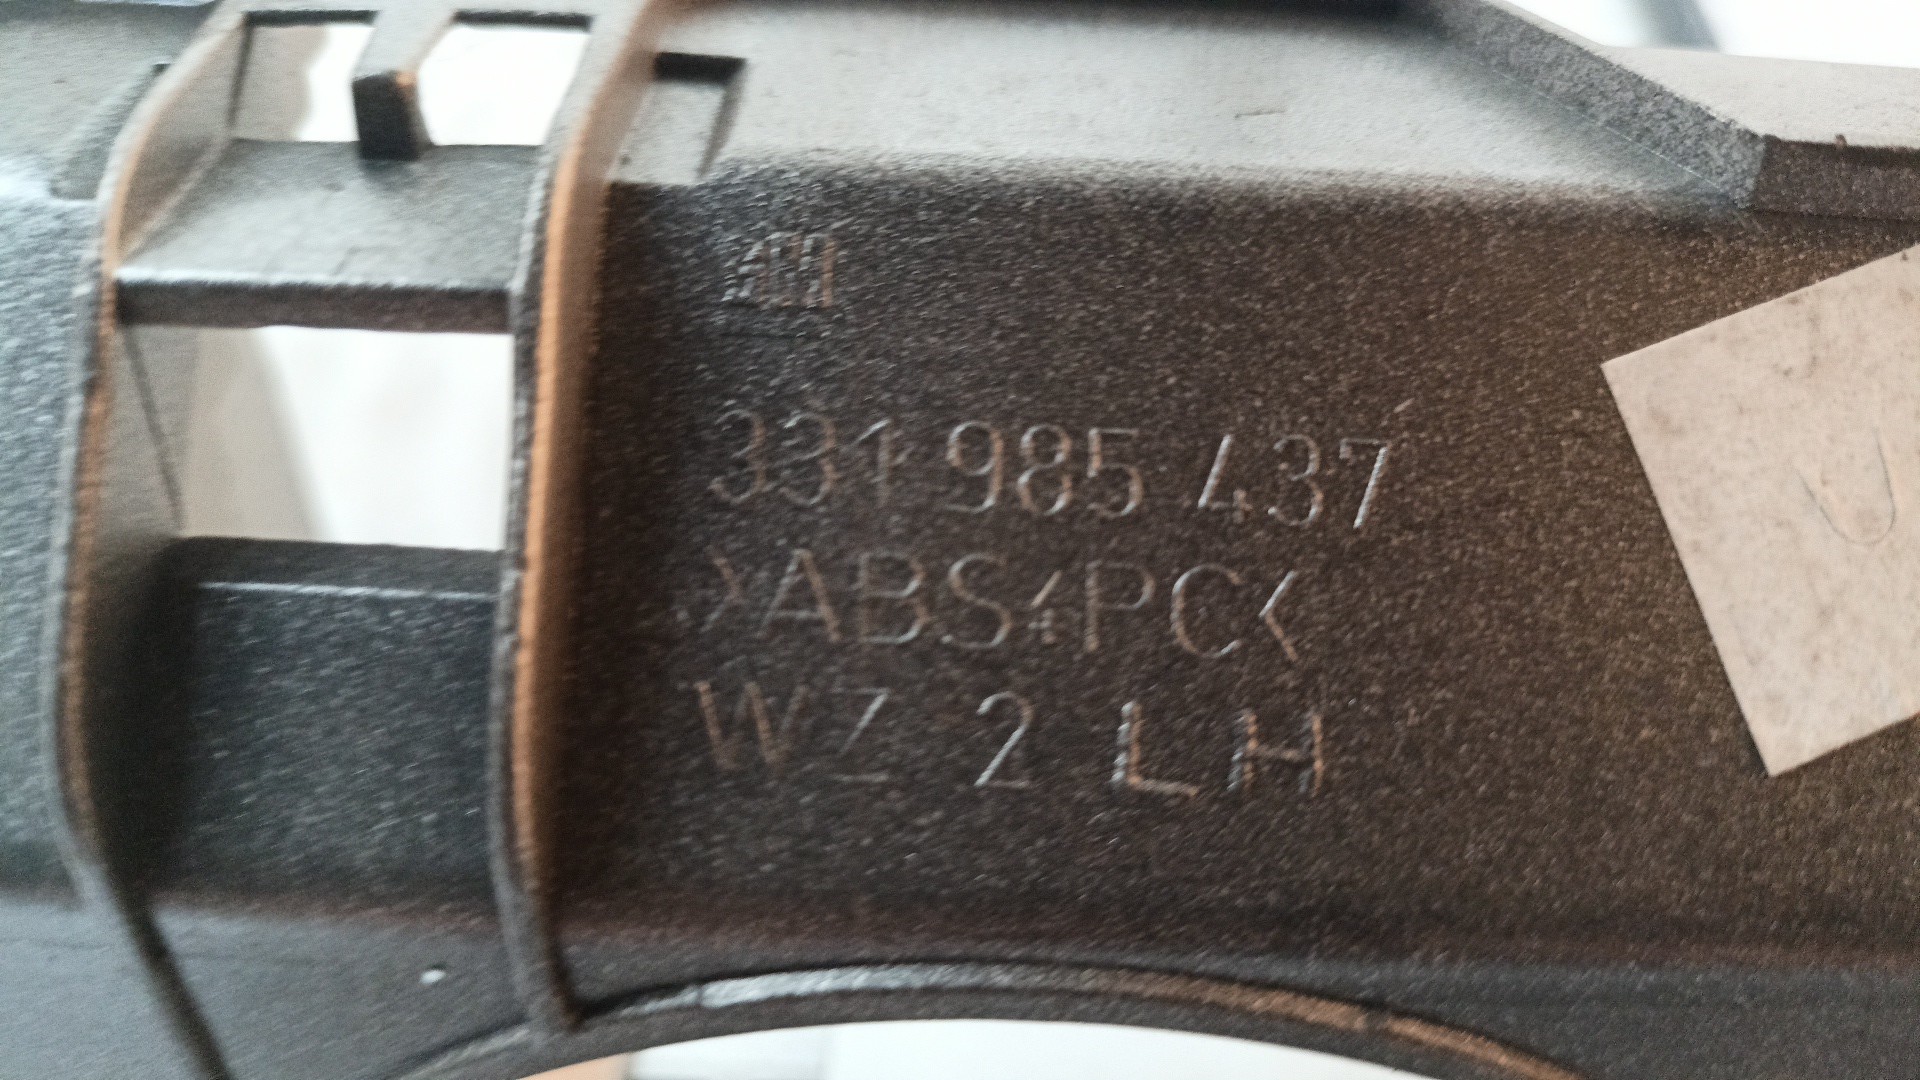 331 985 437
>ABS+PC<
WZ 2 LH